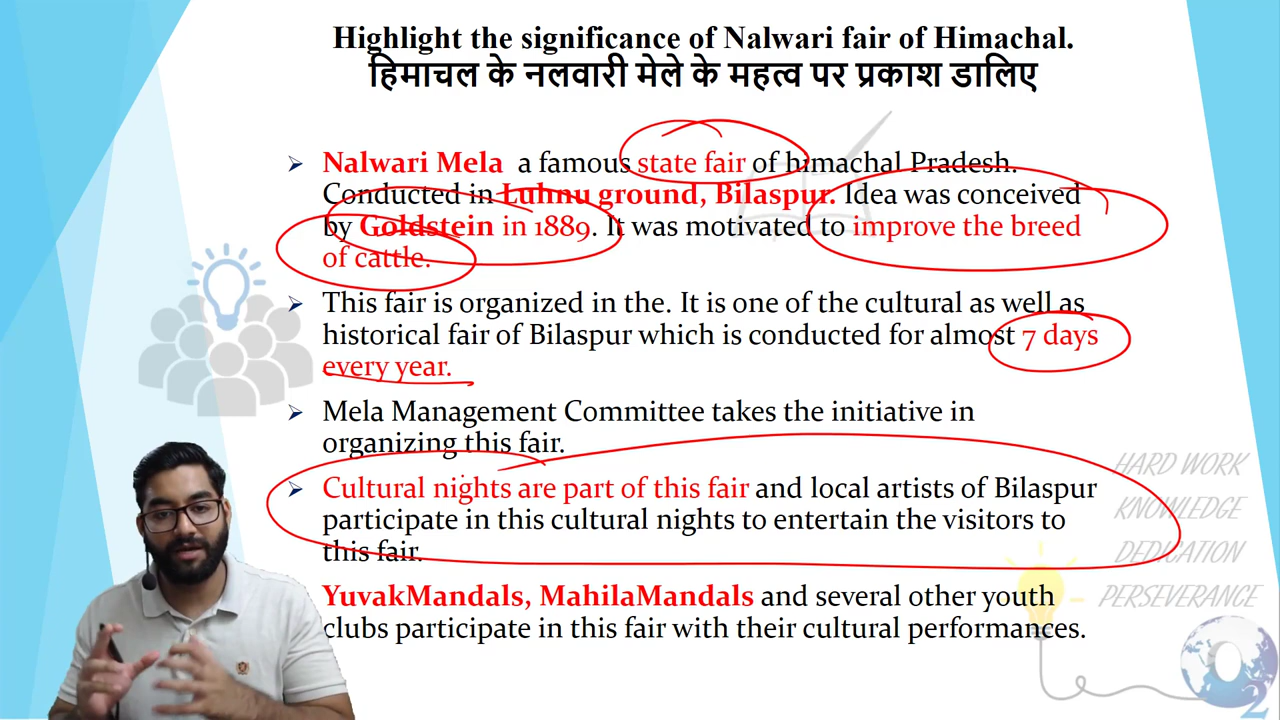 Highlight the significance of Nalwari fair of Himachal.
हिमाचल के नलवारी मेले के महत्व पर प्रकाश डालिए
Nalwari Mela a famous state fair of himachal Pradesh.
Conducted in Luhnu ground, Bilaspur. Idea was conceived
by Goldstein in 1889. It was motivated to improve the breed
of cattle.
This fair is organized in the. It is one of the cultural as well as
historical fair of Bilaspur which is conducted for almost 7 days
every year.
Mela Management Committee takes the initiative in
organizing this fair.
Cultural nights are part of this fair and local artists of Bilaspur
participate in this cultural nights to entertain the visitors to
this fair.
YuvakMandals, MahilaMandals and several other youth
clubs participate in this fair with their cultural performances.
HARD WORK
KNOWLEDGE
DEDICATION
PERSEVERANCE
O2